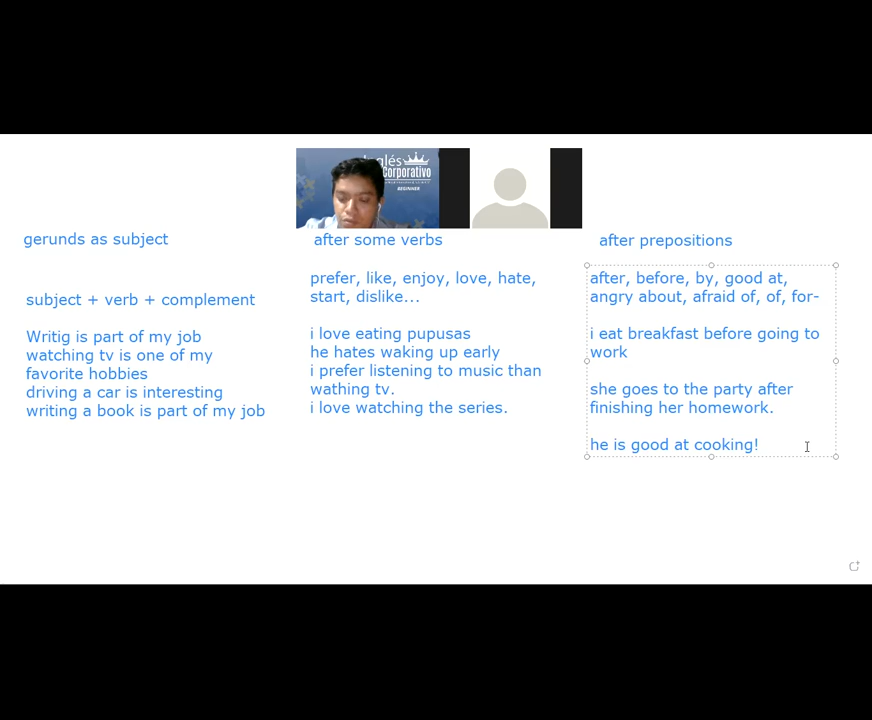 Inglés
Corporativo
BEGINNER
gerunds as subject
subject + verb + complement
Writig is part of my job
watching tv is one of my
favorite hobbies
driving a car is interesting
writing a book is part of my job
after some verbs
prefer, like, enjoy, love, hate,
start, dislike...
i love eating pupusas
he hates waking up early
i prefer listening to music than
wathing tv.
i love watching the series.
after prepositions
after, before, by, good at,
angry about, afraid of, of, for-
i eat breakfast before going to
work
she goes to the party after
finishing her homework.
he is good at cooking!